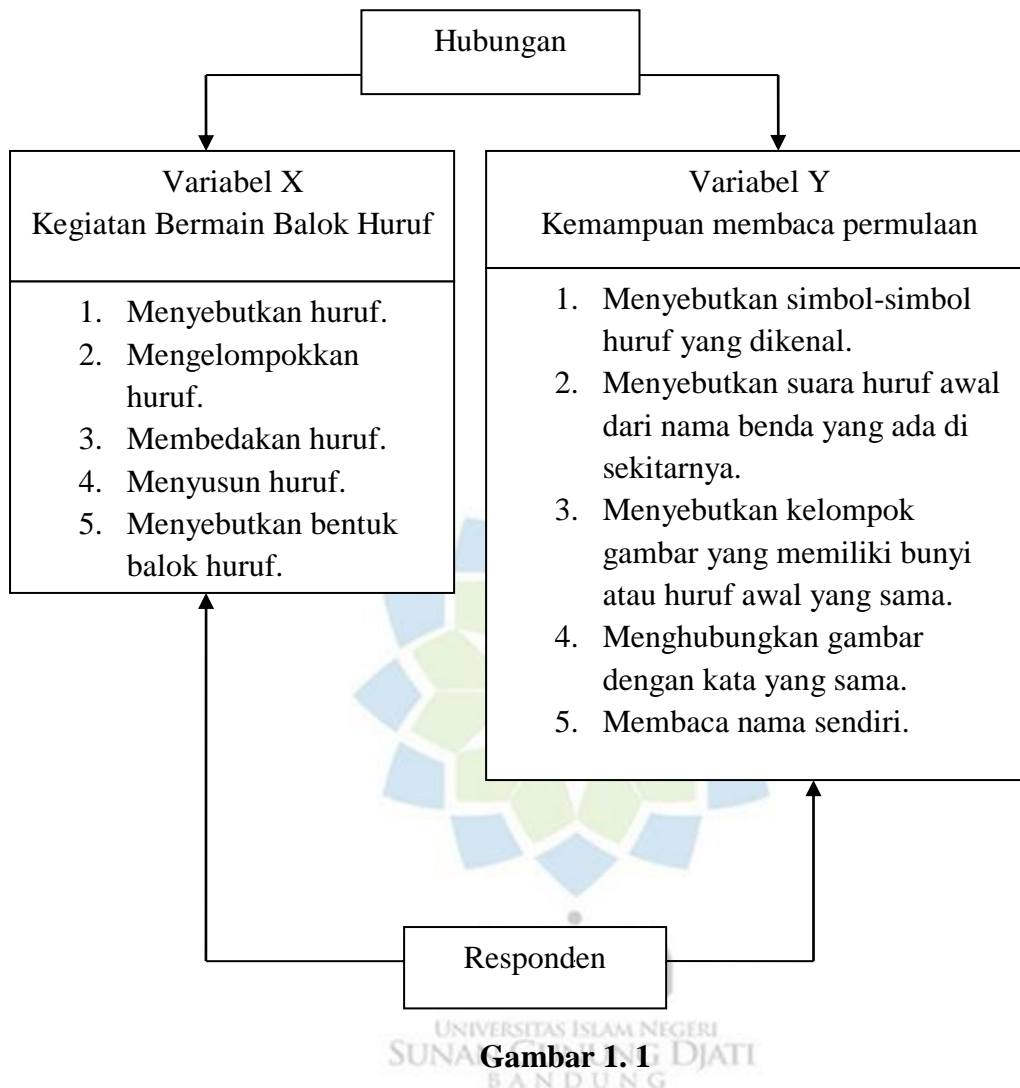 Hubungan
Variabel X
Kegiatan Bermain Balok Huruf
1. Menyebutkan huruf.
2. Mengelompokkan
huruf.
3. Membedakan huruf.
4. Menyusun huruf.
5. Menyebutkan bentuk
balok huruf.
Variabel Y
Kemampuan membaca permulaan
1. Menyebutkan simbol-simbol
huruf yang dikenal.
2. Menyebutkan suara huruf awal
dari nama benda yang ada di
sekitarnya.
3. Menyebutkan kelompok
gambar yang memiliki bunyi
atau huruf awal yang sama.
4. Menghubungkan gambar
dengan kata yang sama.
5. Membaca nama sendiri.
Responden
UNIVERSITAS ISLAM NEGERI
SUNAN GUNUNG DJATI
Gambar 1. 1
BANDUNG